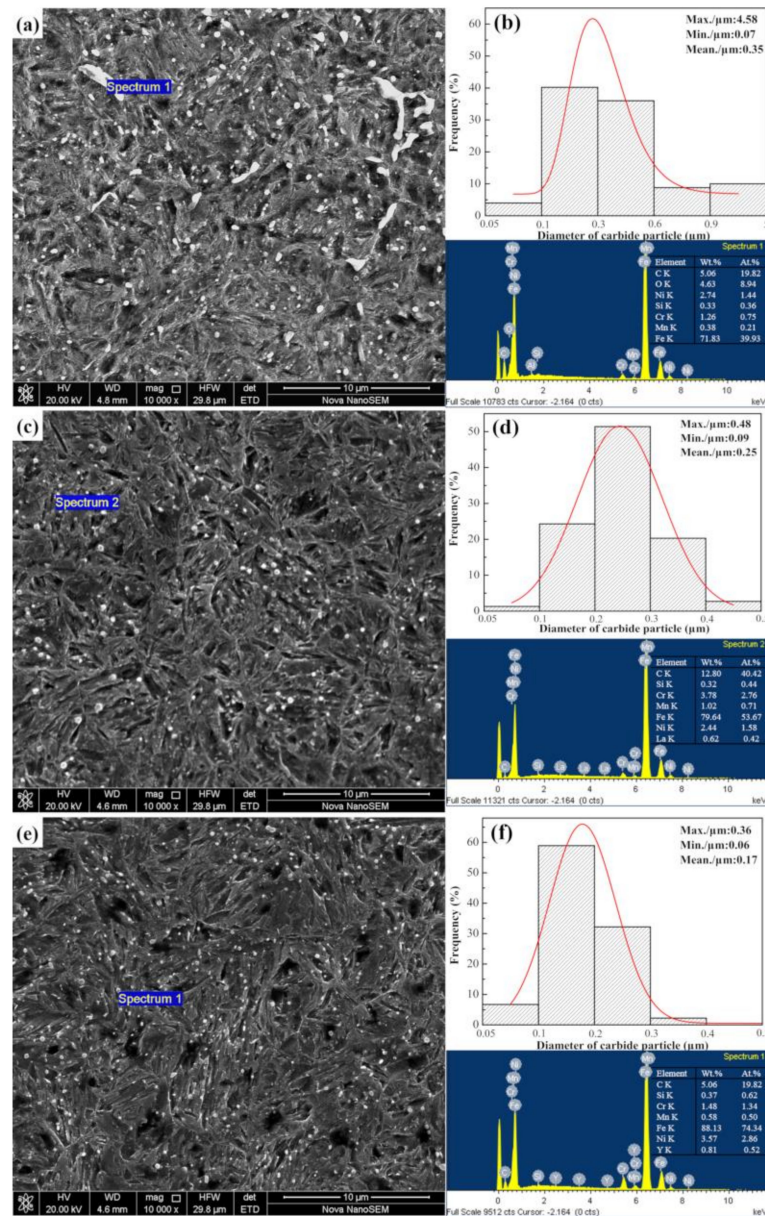 (a)
Spectrum 1
HV WD mag HFW det
20.00 kV 4.8 mm 10 000 x 29.8 µm ETD
10 µm
Nova NanoSEM
(b)
Max./µm:4.58
Min./µm:0.07
Mean./µm:0.35
Frequency (%)
60
50
40
30
20
10
0
0.05 0.1 0.3 0.6 0.9
Diameter of carbide particle (µm)
Spectrum 1
Element Wt.% At.%
C K 5.06 19.82
O K 4.63 8.94
Ni K 2.74 1.44
Si K 0.33 0.36
Cr K 1.26 0.75
Mn K 0.38 0.21
Fe K 71.83 39.93
0 2 4 6 8 10
Full Scale 10783 cts Cursor: -2.164 (0 cts) keV
(c)
Spectrum 2
HV WD mag HFW det
20.00 kV 4.6 mm 10 000 x 29.8 µm ETD
10 µm
Nova NanoSEM
(d)
Max./µm:0.48
Min./µm:0.09
Mean./µm:0.25
Frequency (%)
50
40
30
20
10
0
0.05 0.1 0.2 0.3 0.4
Diameter of carbide particle (µm)
Spectrum 2
Element Wt.% At.%
C K 12.80 40.42
Si K 0.32 0.44
Cr K 3.78 2.76
Mn K 1.02 0.71
Fe K 79.64 53.67
Ni K 2.44 1.58
La K 0.62 0.42
0 2 4 6 8 10
Full Scale 11321 cts Cursor: -2.164 (0 cts) keV
(e)
Spectrum 1
HV WD mag HFW det
20.00 kV 4.6 mm 10 000 x 29.8 µm ETD
10 µm
Nova NanoSEM
(f)
Max./µm:0.36
Min./µm:0.06
Mean./µm:0.17
Frequency (%)
60
50
40
30
20
10
0
0.05 0.1 0.2 0.3 0.4
Diameter of carbide particle (µm)
Spectrum 1
Element Wt.% At.%
C K 5.06 19.82
Si K 0.37 0.62
Cr K 1.48 1.34
Mn K 0.58 0.50
Fe K 88.13 74.34
Ni K 3.57 2.86
Y K 0.81 0.52
0 2 4 6 8 10
Full Scale 9512 cts Cursor: -2.164 (0 cts) keV